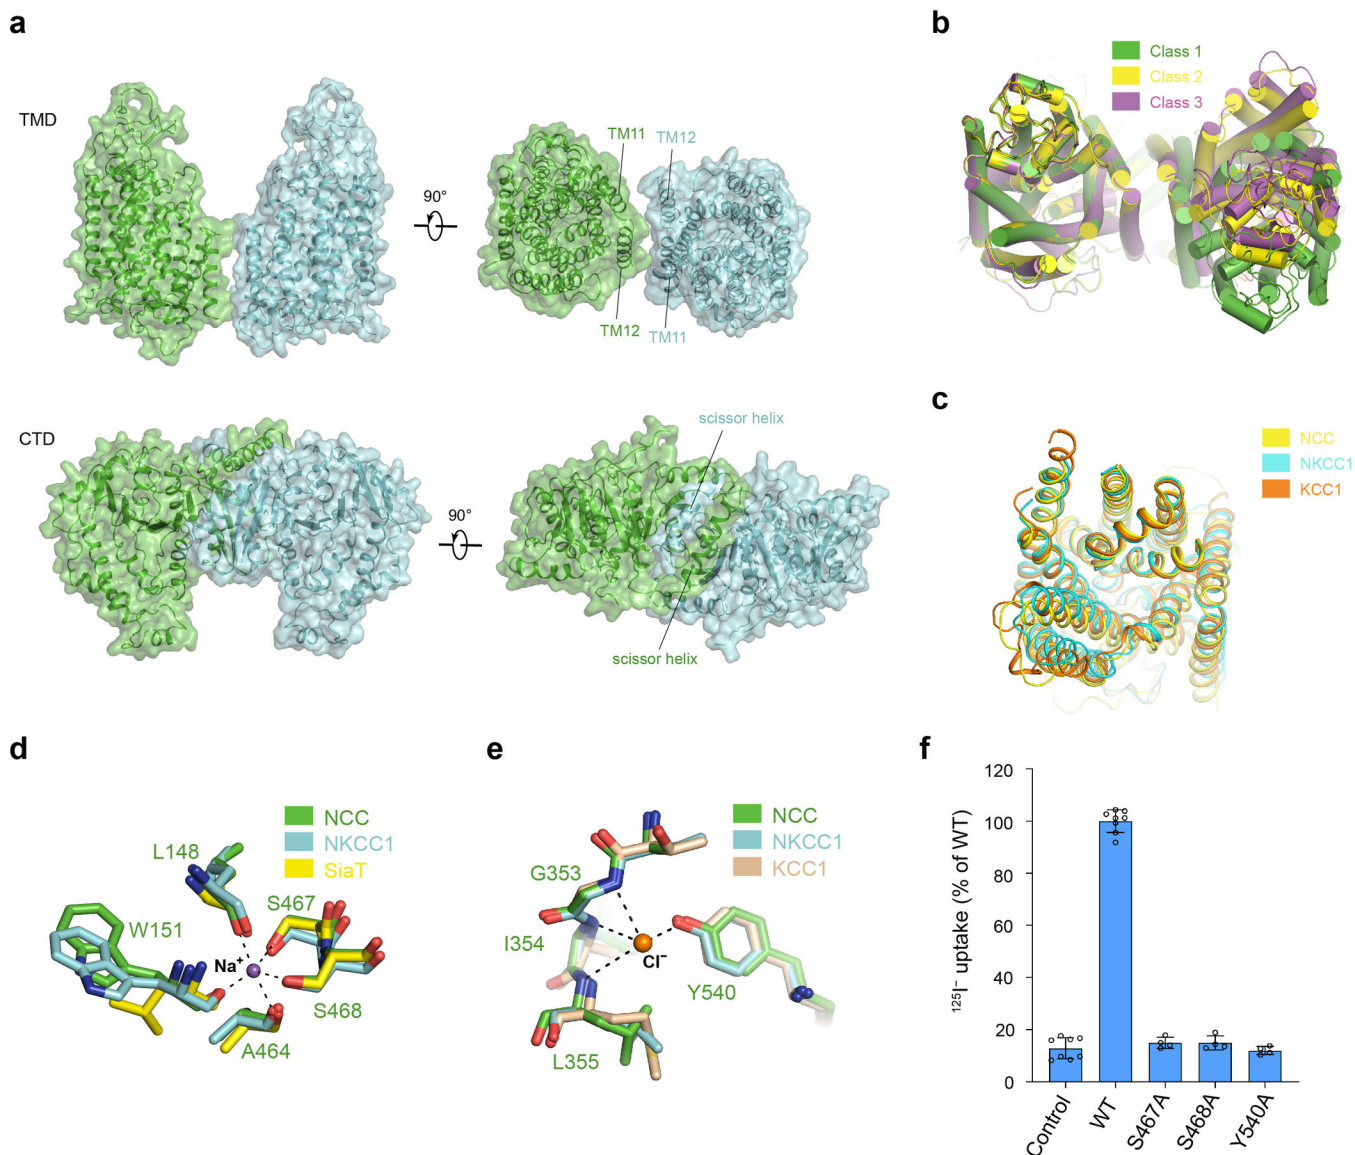 a
TMD
90°
TM11
TM12
TM12
TM11
CTD
90°
scissor helix
scissor helix
b
Class 1
Class 2
Class 3
c
NCC
NKCC1
KCC1
d
NCC
NKCC1
SiaT
L148
S467
W151
Na⁺
S468
A464
e
NCC
NKCC1
KCC1
G353
I354
Cl⁻
Y540
L355
f
¹²⁵I⁻ uptake (% of WT)
120
100
80
60
40
20
0
Control
WT
S467A
S468A
Y540A